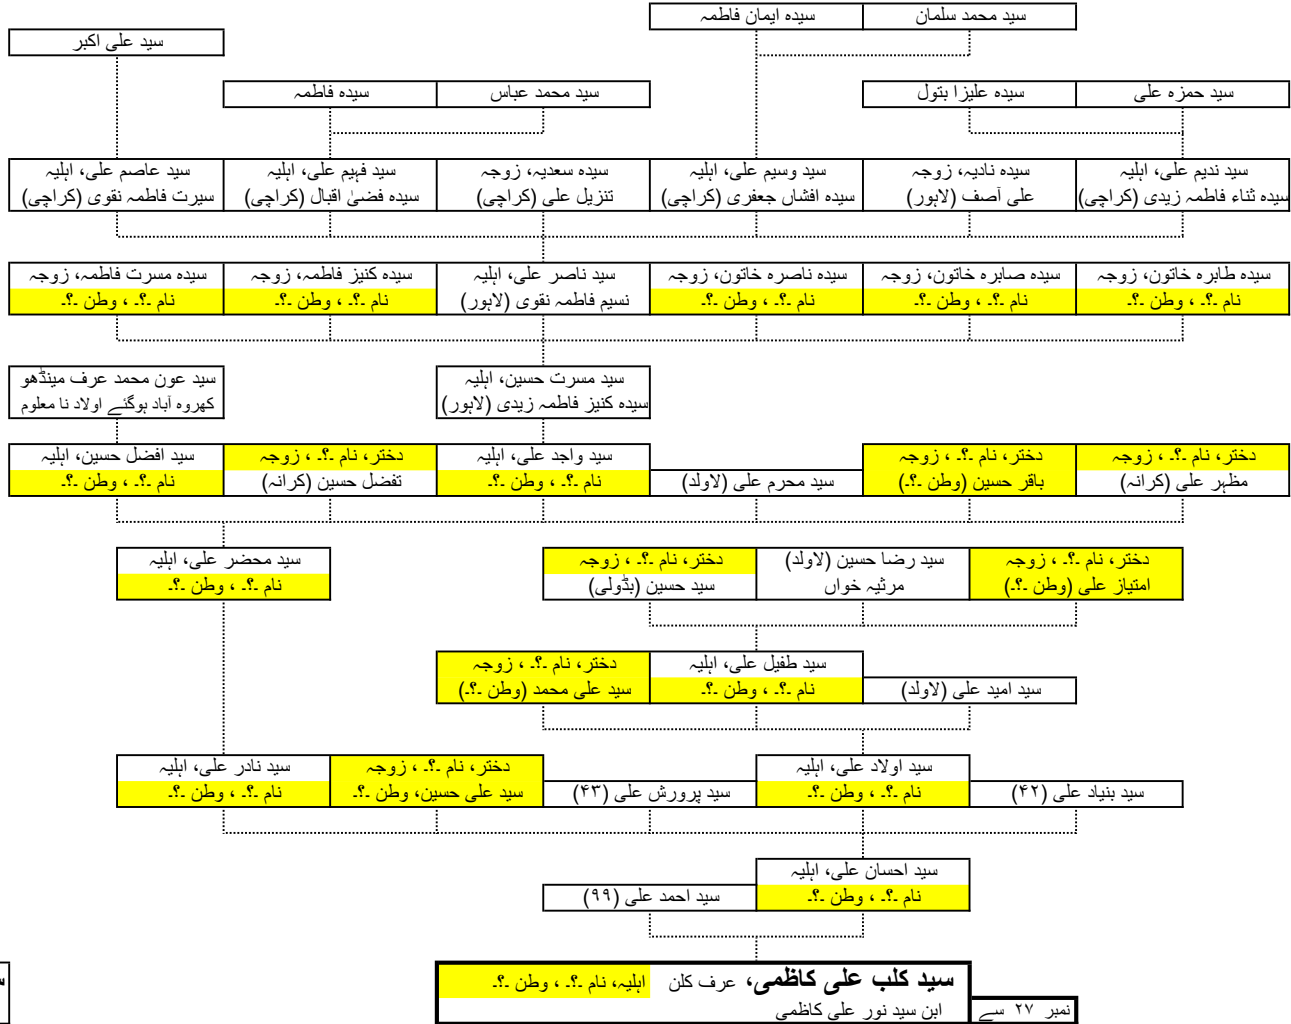 سید محمد سلمان
سیدہ ایمان فاطمہ
سید علی اکبر
سید حمزہ علی
سیدہ علیزا بتول
سید محمد عباس
سیدہ فاطمہ
سید ندیم علی، اہلیہ
سیدہ ثناء فاطمہ زیدی (کراچی)
سیدہ نادیہ، زوجہ
علی آصف (لاہور)
سید وسیم علی، اہلیہ
سیدہ افشاں جعفری (کراچی)
سیدہ سعدیہ، زوجہ
تنزیل علی (کراچی)
سید فہیم علی، اہلیہ
سیدہ فضیٰ اقبال (کراچی)
سید عاصم علی، اہلیہ
سیرت فاطمہ نقوی (کراچی)
سیدہ طاہرہ خاتون، زوجہ
نام ۔؟۔ ، وطن ۔؟۔
سیدہ صابرہ خاتون، زوجہ
نام ۔؟۔ ، وطن ۔؟۔
سیدہ ناصرہ خاتون، زوجہ
نام ۔؟۔ ، وطن ۔؟۔
سید ناصر علی، اہلیہ
نسیم فاطمہ نقوی (لاہور)
سیدہ کنیز فاطمہ، زوجہ
نام ۔؟۔ ، وطن ۔؟۔
سیدہ مسرت فاطمہ، زوجہ
نام ۔؟۔ ، وطن ۔؟۔
سید مسرت حسین، اہلیہ
سیدہ کنیز فاطمہ زیدی (لاہور)
سید عون محمد عرف مینڈھو
کھروہ آباد ہوگئے اولاد نا معلوم
دختر، نام ۔؟۔ ، زوجہ
مظہر علی (کرانہ)
دختر، نام ۔؟۔ ، زوجہ
باقر حسین (وطن ۔؟۔)
سید محرم علی (لاولد)
سید واجد علی، اہلیہ
نام ۔؟۔ ، وطن ۔؟۔
دختر، نام ۔؟۔ ، زوجہ
تفضل حسین (کرانہ)
سید افضل حسین، اہلیہ
نام ۔؟۔ ، وطن ۔؟۔
دختر، نام ۔؟۔ ، زوجہ
امتیاز علی (وطن ۔؟۔)
سید رضا حسین (لاولد)
مرثیہ خواں
دختر، نام ۔؟۔ ، زوجہ
سید حسین (بڈولی)
سید محضر علی، اہلیہ
نام ۔؟۔ ، وطن ۔؟۔
سید امید علی (لاولد)
سید طفیل علی، اہلیہ
نام ۔؟۔ ، وطن ۔؟۔
دختر، نام ۔؟۔ ، زوجہ
سید علی محمد (وطن ۔؟۔)
سید بنیاد علی (۴۲)
سید اولاد علی، اہلیہ
نام ۔؟۔ ، وطن ۔؟۔
سید پرورش علی (۴۳)
دختر، نام ۔؟۔ ، زوجہ
سید علی حسین، وطن ۔؟۔
سید نادر علی، اہلیہ
نام ۔؟۔ ، وطن ۔؟۔
سید احسان علی، اہلیہ
نام ۔؟۔ ، وطن ۔؟۔
سید احمد علی (۹۹)
سید کلب علی کاظمی، عرف کلن اہلیہ، نام ۔؟۔ ، وطن ۔؟۔
ابن سید نور علی کاظمی
نمبر ۲۷ سے